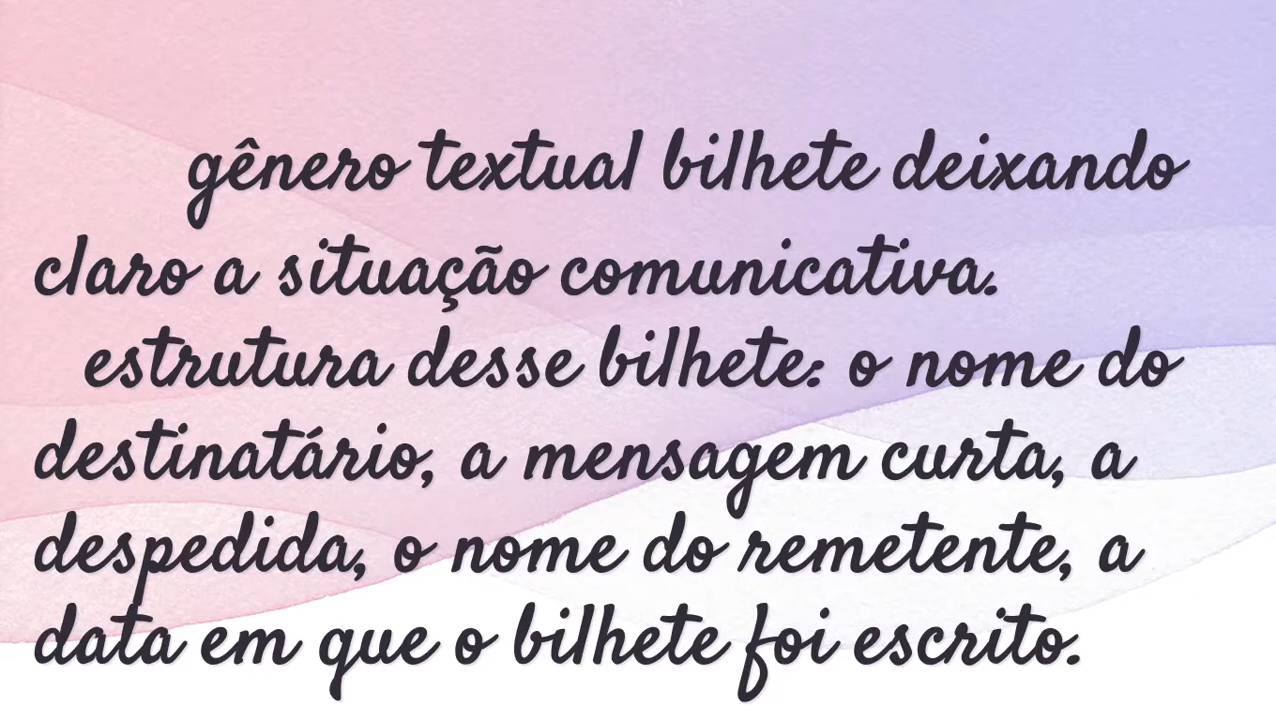 gênero textual bilhete deixando
claro a situação comunicativa.
estrutura desse bilhete: o nome do
destinatário, a mensagem curta, a
despedida, o nome do remetente, a
data em que o bilhete foi escrito.